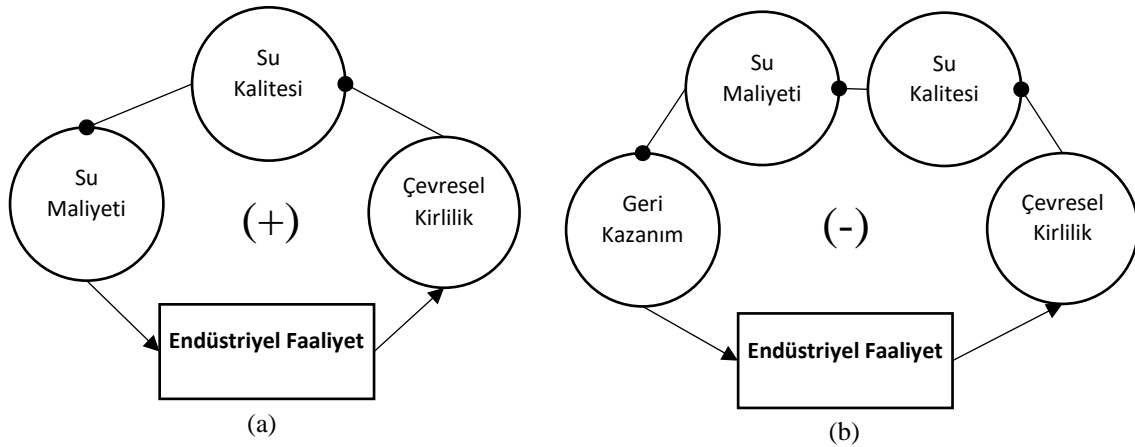 Su
Kalitesi
Su
Maliyeti
Çevresel
Kirlilik
(+)
Endüstriyel Faaliyet
(a)
Su
Maliyeti
Su
Kalitesi
Geri
Kazanım
Çevresel
Kirlilik
(-)
Endüstriyel Faaliyet
(b)